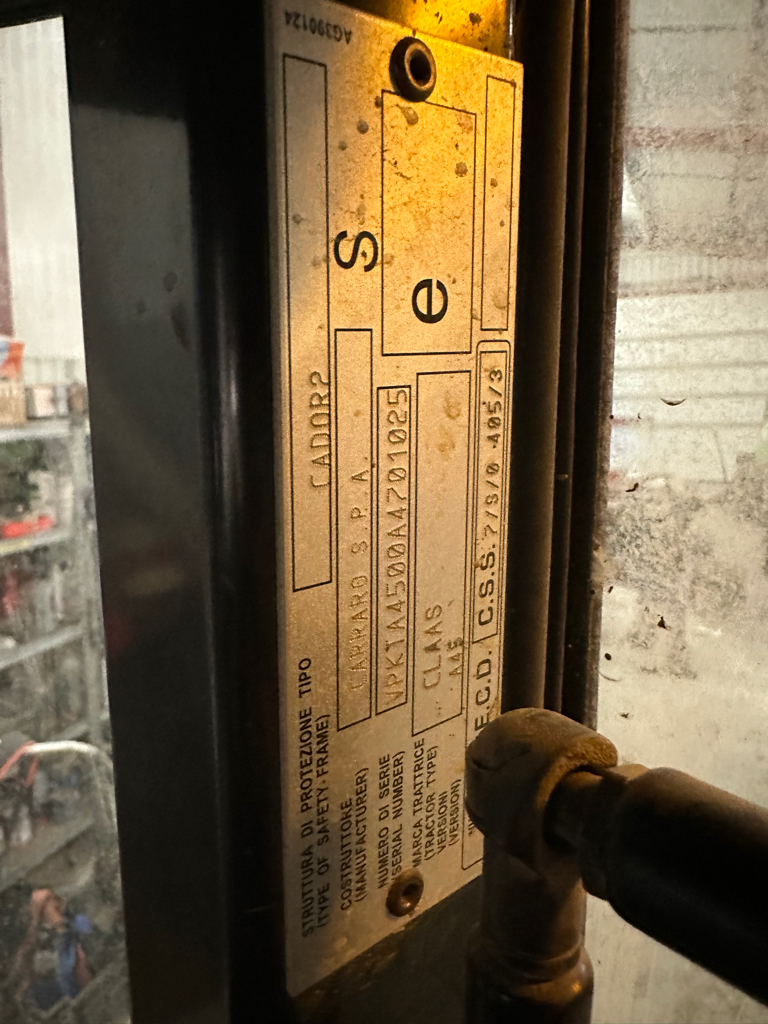 AG390124
STRUTTURA DI PROTEZIONE TIPO
(TYPE OF SAFETY-FRAME)
CADOR2
S
COSTRUTTORE
(MANUFACTURER)
CARRARO S.P.A.
NUMERO DI SERIE
(SERIAL NUMBER)
VPKTA4500A4701025
e
MARCA TRATTRICE
(TRACTOR TYPE)
VERSIONI
(VERSION)
CLAAS
A45
E.C.D.
C.S.S. 7/S/0 405/3